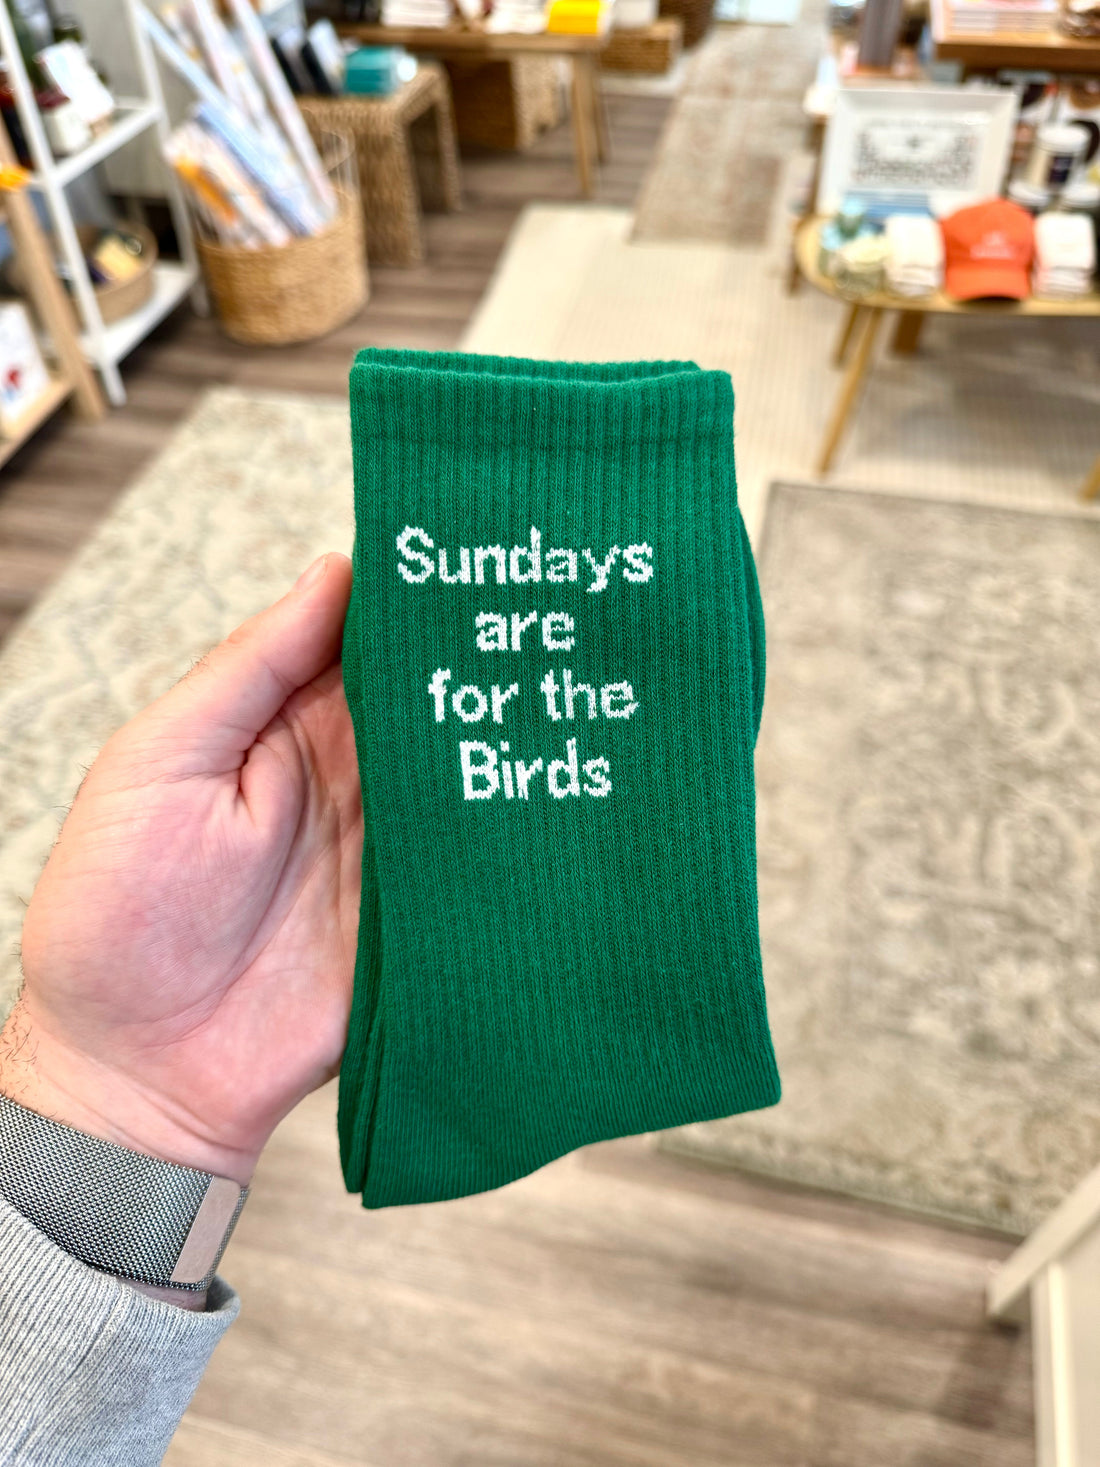 Sundays
are
for the
Birds